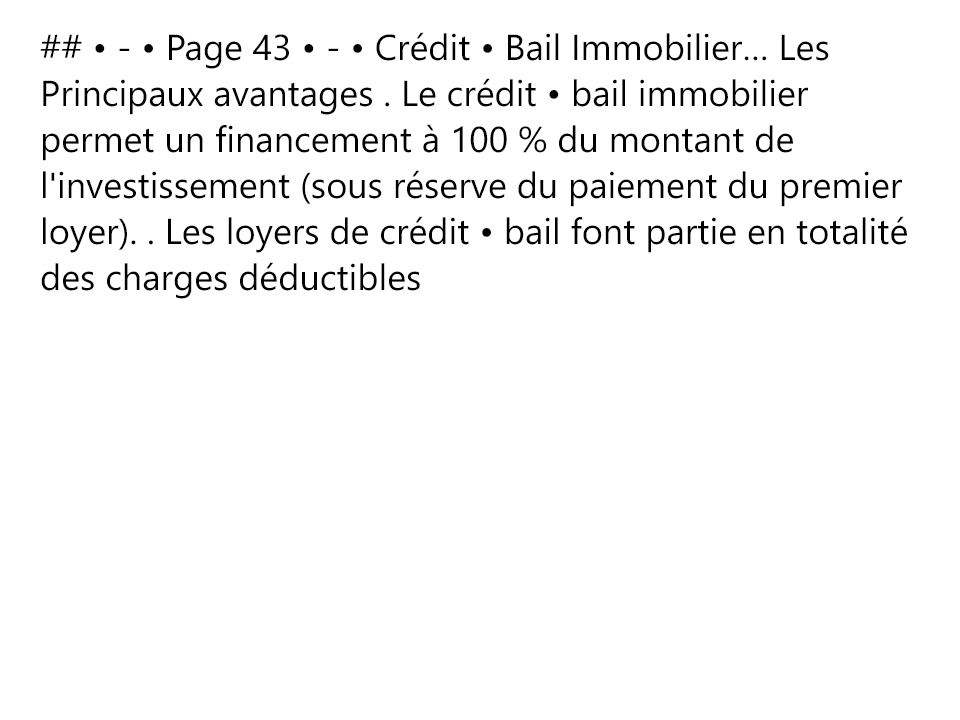 ## • - • Page 43 • - • Crédit • Bail Immobilier... Les
Principaux avantages . Le crédit • bail immobilier
permet un financement à 100 % du montant de
l'investissement (sous réserve du paiement du premier
loyer). . Les loyers de crédit • bail font partie en totalité
des charges déductibles